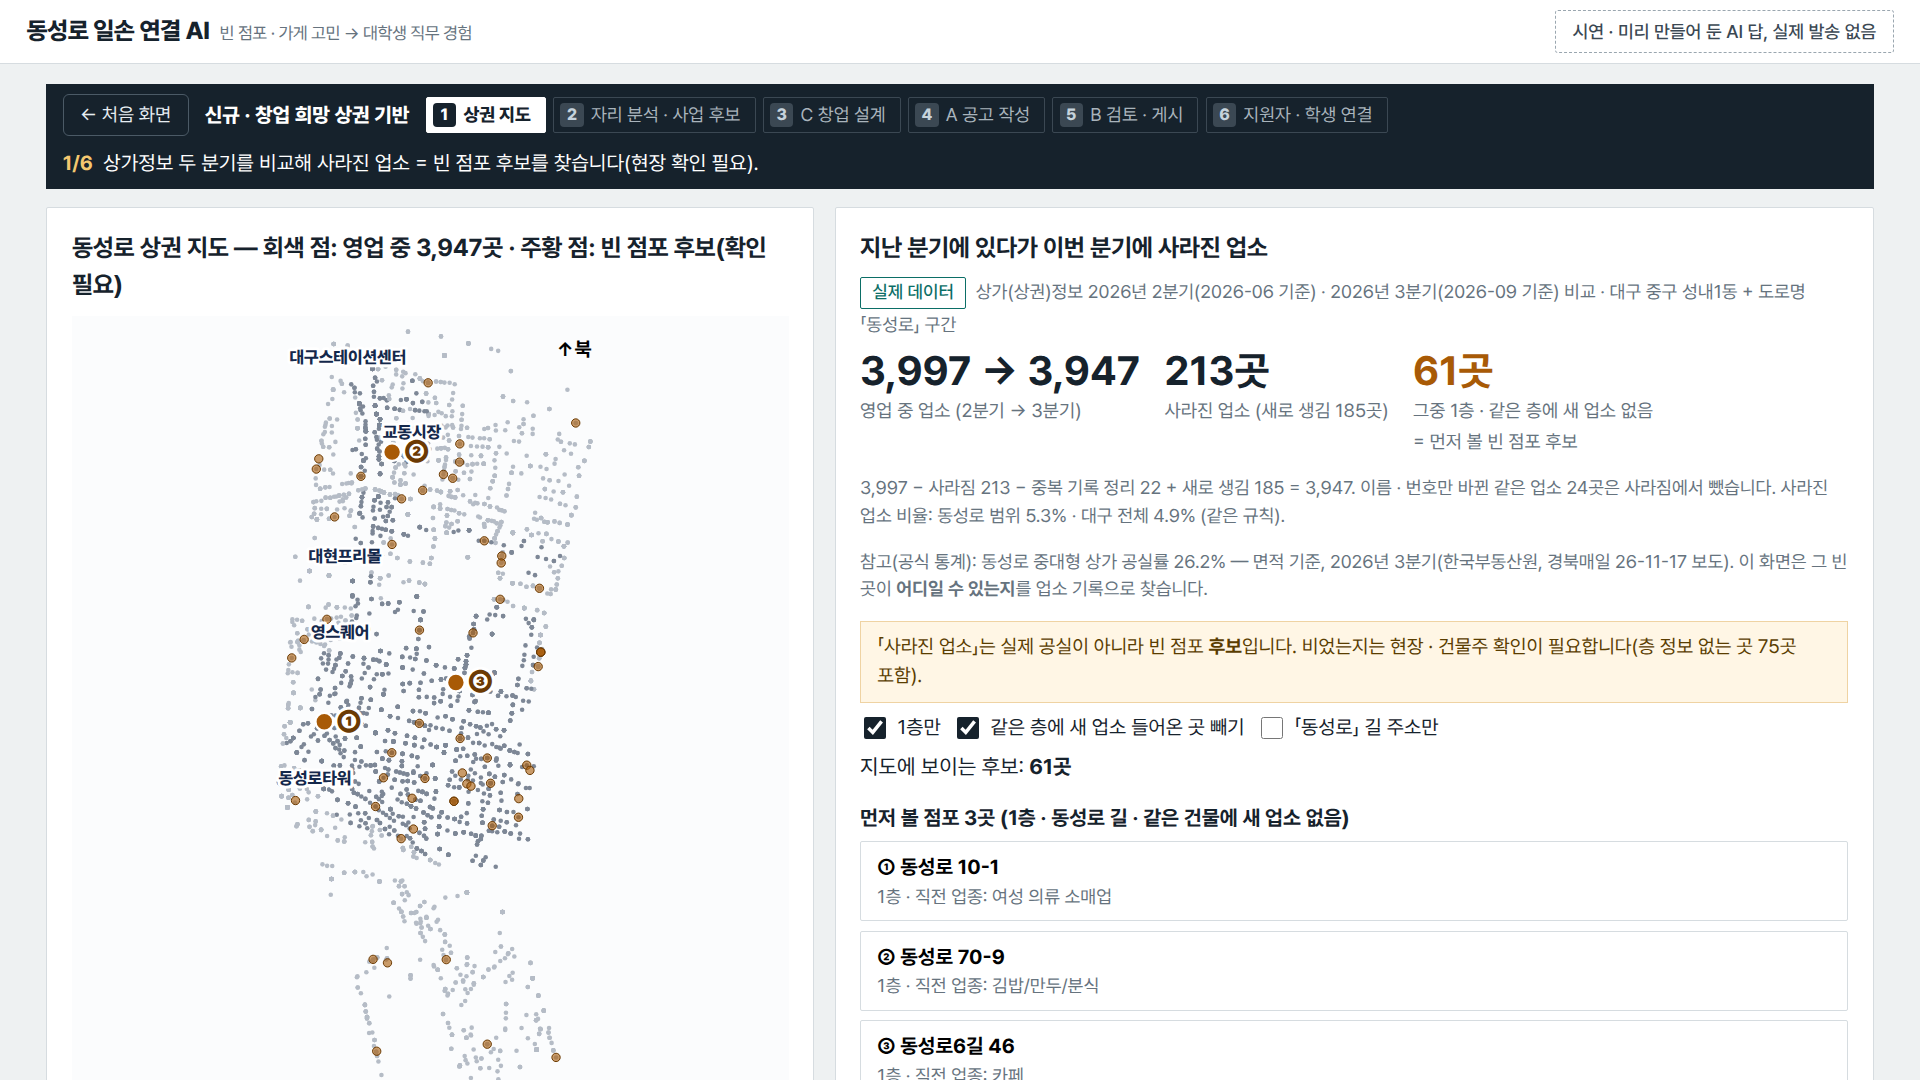 동성로 일손 연결 AI 빈 점포 · 가게 고민 → 대학생 직무 경험
시연 · 미리 만들어 둔 AI 답, 실제 발송 없음
← 처음 화면 신규 · 창업 희망 상권 기반 1 상권 지도 2 자리 분석 · 사업 후보 3 C 창업 설계 4 A 공고 작성 5 B 검토 · 게시 6 지원자 · 학생 연결
1/6 상가정보 두 분기를 비교해 사라진 업소 = 빈 점포 후보를 찾습니다(현장 확인 필요).
동성로 상권 지도 — 회색 점: 영업 중 3,947곳 · 주황 점: 빈 점포 후보(확인
필요)
↑북
대구스테이션센터
교동시장
②
대현프리몰
영스퀘어
③
①
동성로타워
지난 분기에 있다가 이번 분기에 사라진 업소
실제 데이터 상가(상권)정보 2026년 2분기(2026-06 기준) · 2026년 3분기(2026-09 기준) 비교 · 대구 중구 성내1동 + 도로명
「동성로」 구간
3,997 → 3,947 213곳 61곳
영업 중 업소 (2분기 → 3분기) 사라진 업소 (새로 생김 185곳) 그중 1층 · 같은 층에 새 업소 없음
= 먼저 볼 빈 점포 후보
3,997 − 사라짐 213 − 중복 기록 정리 22 + 새로 생김 185 = 3,947. 이름 · 번호만 바뀐 같은 업소 24곳은 사라짐에서 뺐습니다. 사라진
업소 비율: 동성로 범위 5.3% · 대구 전체 4.9% (같은 규칙).
참고(공식 통계): 동성로 중대형 상가 공실률 26.2% — 면적 기준, 2026년 3분기(한국부동산원, 경북매일 26-11-17 보도). 이 화면은 그 빈
곳이 어디일 수 있는지를 업소 기록으로 찾습니다.
「사라진 업소」는 실제 공실이 아니라 빈 점포 후보입니다. 비었는지는 현장 · 건물주 확인이 필요합니다(층 정보 없는 곳 75곳
포함).
1층만 같은 층에 새 업소 들어온 곳 빼기 「동성로」 길 주소만
지도에 보이는 후보: 61곳
먼저 볼 점포 3곳 (1층 · 동성로 길 · 같은 건물에 새 업소 없음)
① 동성로 10-1
1층 · 직전 업종: 여성 의류 소매업
② 동성로 70-9
1층 · 직전 업종: 김밥/만두/분식
③ 동성로6길 46
1층 · 직전 업종: 카페